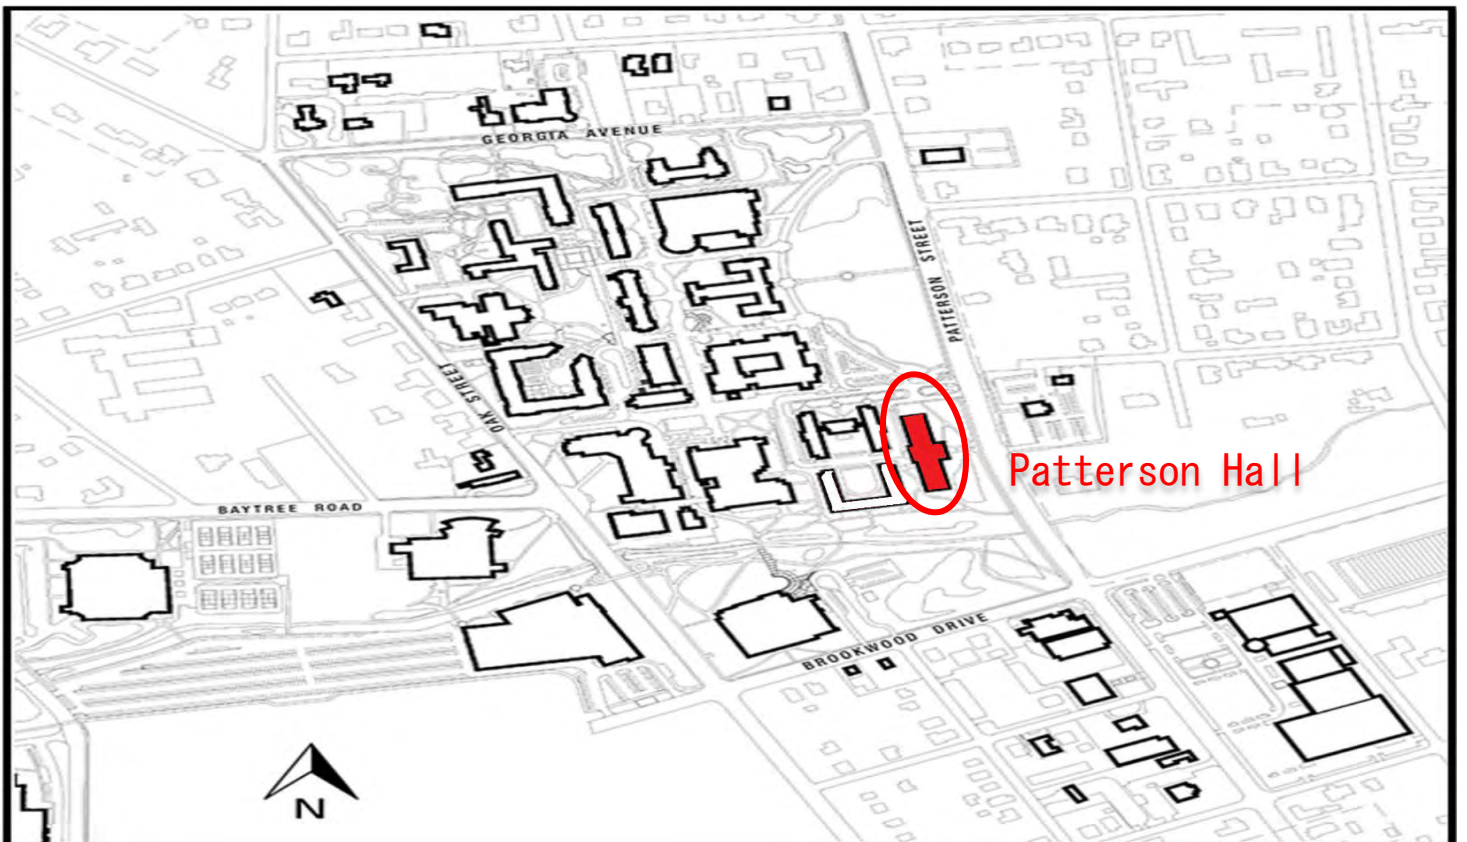 GEORGIA AVENUE
PATTERSON STREET
OAK STREET
Patterson Hall
BAYTREE ROAD
BROOKWOOD DRIVE
N